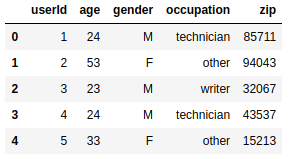 userId age gender occupation zip
0 1 24 M technician 85711
1 2 53 F other 94043
2 3 23 M writer 32067
3 4 24 M technician 43537
4 5 33 F other 15213